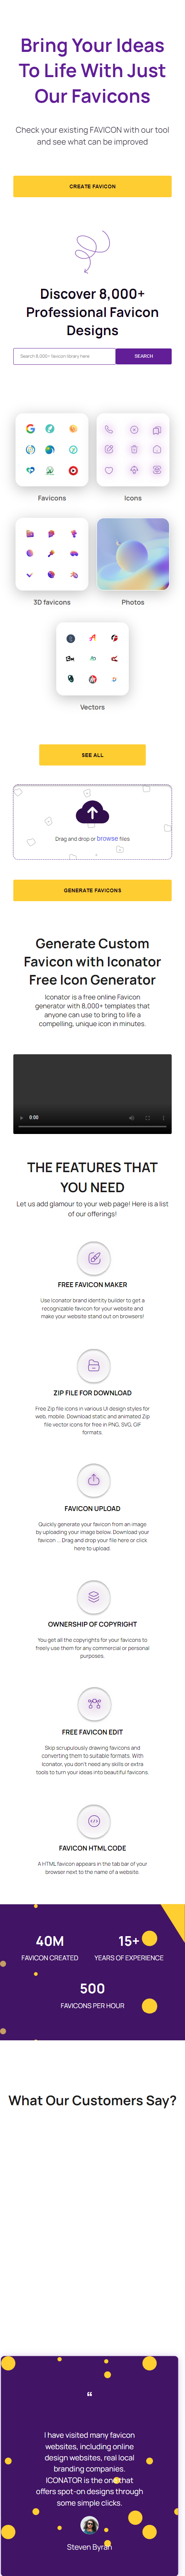 Bring Your Ideas
To Life With Just
Our Favicons
Check your existing FAVICON with our tool
and see what can be improved
CREATE FAVICON
Discover 8,000+
Professional Favicon
Designs
Search 8,000+ favicon library here
SEARCH
Favicons
Icons
3D favicons
Photos
Vectors
SEE ALL
Drag and drop or browse files
GENERATE FAVICONS
Generate Custom
Favicon with Iconator
Free Icon Generator
Iconator is a free online Favicon
generator with 8,000+ templates that
anyone can use to bring to life a
compelling, unique icon in minutes.
0:00
THE FEATURES THAT
YOU NEED
Let us add glamour to your web page! Here is a list
of our offerings!
FREE FAVICON MAKER
Use Iconator brand identity builder to get a
recognizable favicon for your website and
make your website stand out on browsers!
ZIP FILE FOR DOWNLOAD
Free Zip file icons in various UI design styles for
web, mobile. Download static and animated Zip
file vector icons for free in PNG, SVG, GIF
formats.
FAVICON UPLOAD
Quickly generate your favicon from an image
by uploading your image below. Download your
favicon ... Drag and drop your file here or click
here to upload.
OWNERSHIP OF COPYRIGHT
You get all the copyrights for your favicons to
freely use them for any commercial or personal
purposes.
FREE FAVICON EDIT
Skip scrupulously drawing favicons and
converting them to suitable formats. With
Iconator, you don't need any skills or extra
tools to turn your ideas into beautiful favicons.
FAVICON HTML CODE
A HTML favicon appears in the tab bar of your
browser next to the name of a website.
40M
FAVICON CREATED
15+
YEARS OF EXPERIENCE
500
FAVICONS PER HOUR
What Our Customers Say?
“
I have visited many favicon
websites, including online
design websites, real local
branding companies.
ICONATOR is the one that
offers spot-on designs through
some simple clicks.
Steven Byran